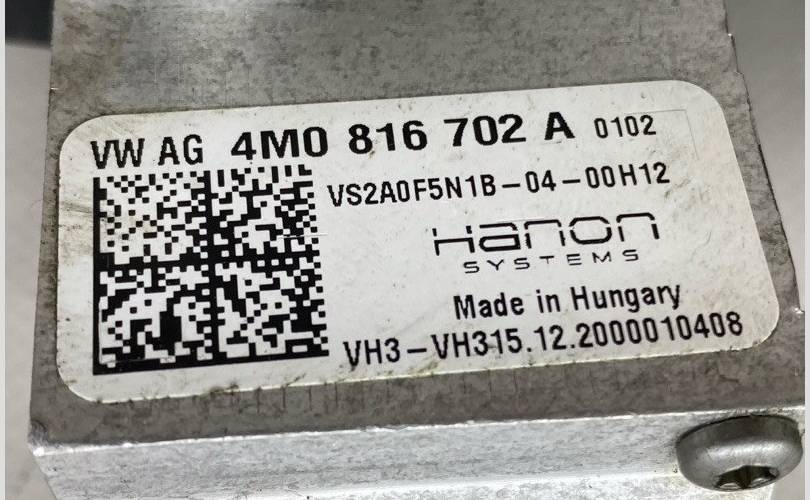 VW AG 4M0 816 702 A 0102
VS2A0F5N1B-04-00H12
Hanon
SYSTEMS
Made in Hungary
VH3-VH315.12.2000010408